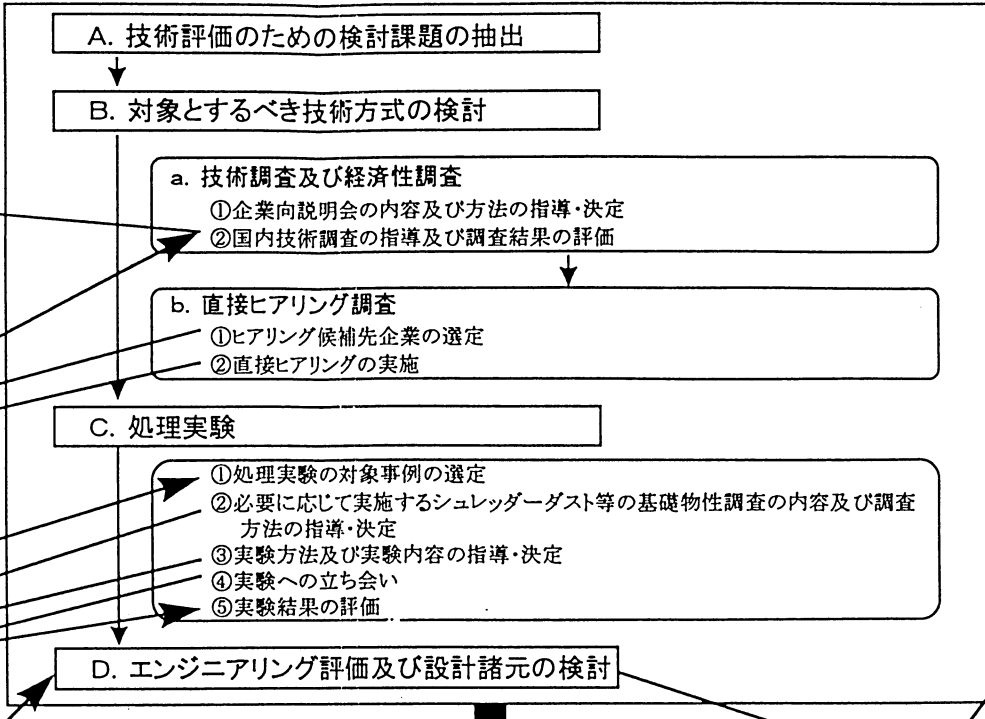 A. 技術評価のための検討課題の抽出
B. 対象とするべき技術方式の検討
a. 技術調査及び経済性調査
①企業向説明会の内容及び方法の指導・決定
②国内技術調査の指導及び調査結果の評価
b. 直接ヒアリング調査
①ヒアリング候補先企業の選定
②直接ヒアリングの実施
C. 処理実験
①処理実験の対象事例の選定
②必要に応じて実施するシュレッダーダスト等の基礎物性調査の内容及び調査
方法の指導・決定
③実験方法及び実験内容の指導・決定
④実験への立ち会い
⑤実験結果の評価
D. エンジニアリング評価及び設計諸元の検討